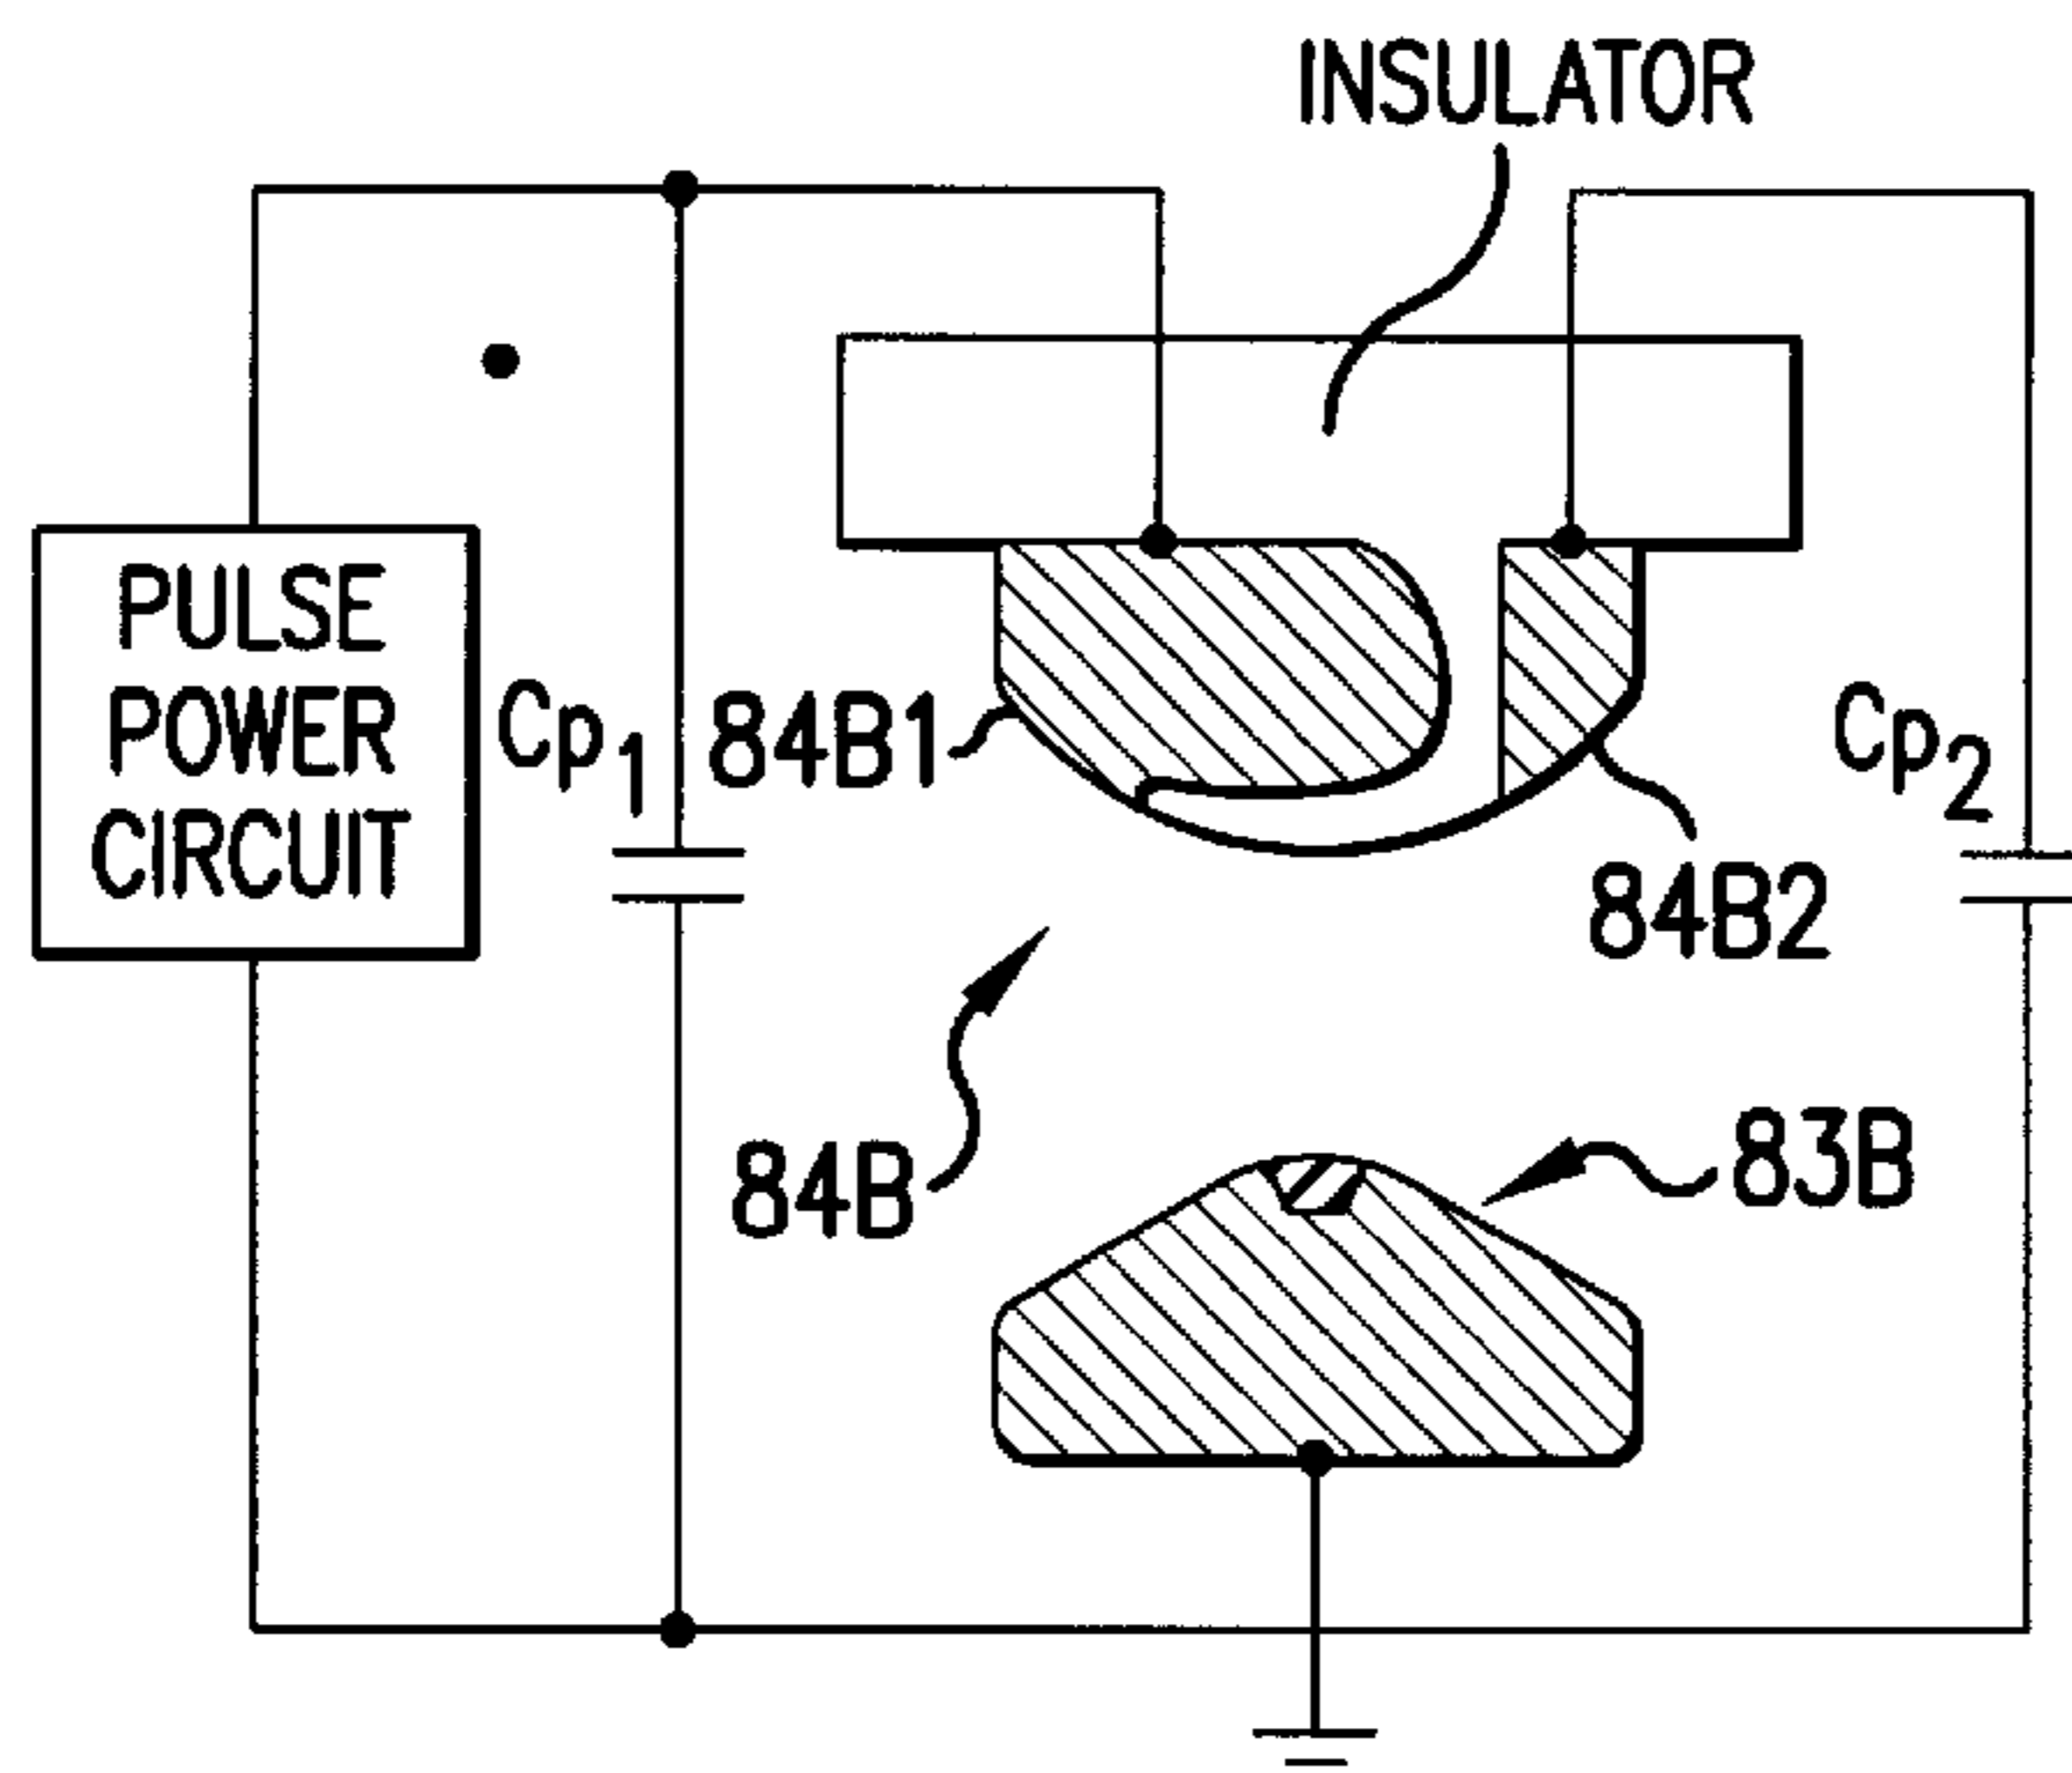 INSULATOR
PULSE
POWER
CIRCUIT
Cp1
84B1
Cp2
84B2
84B
83B